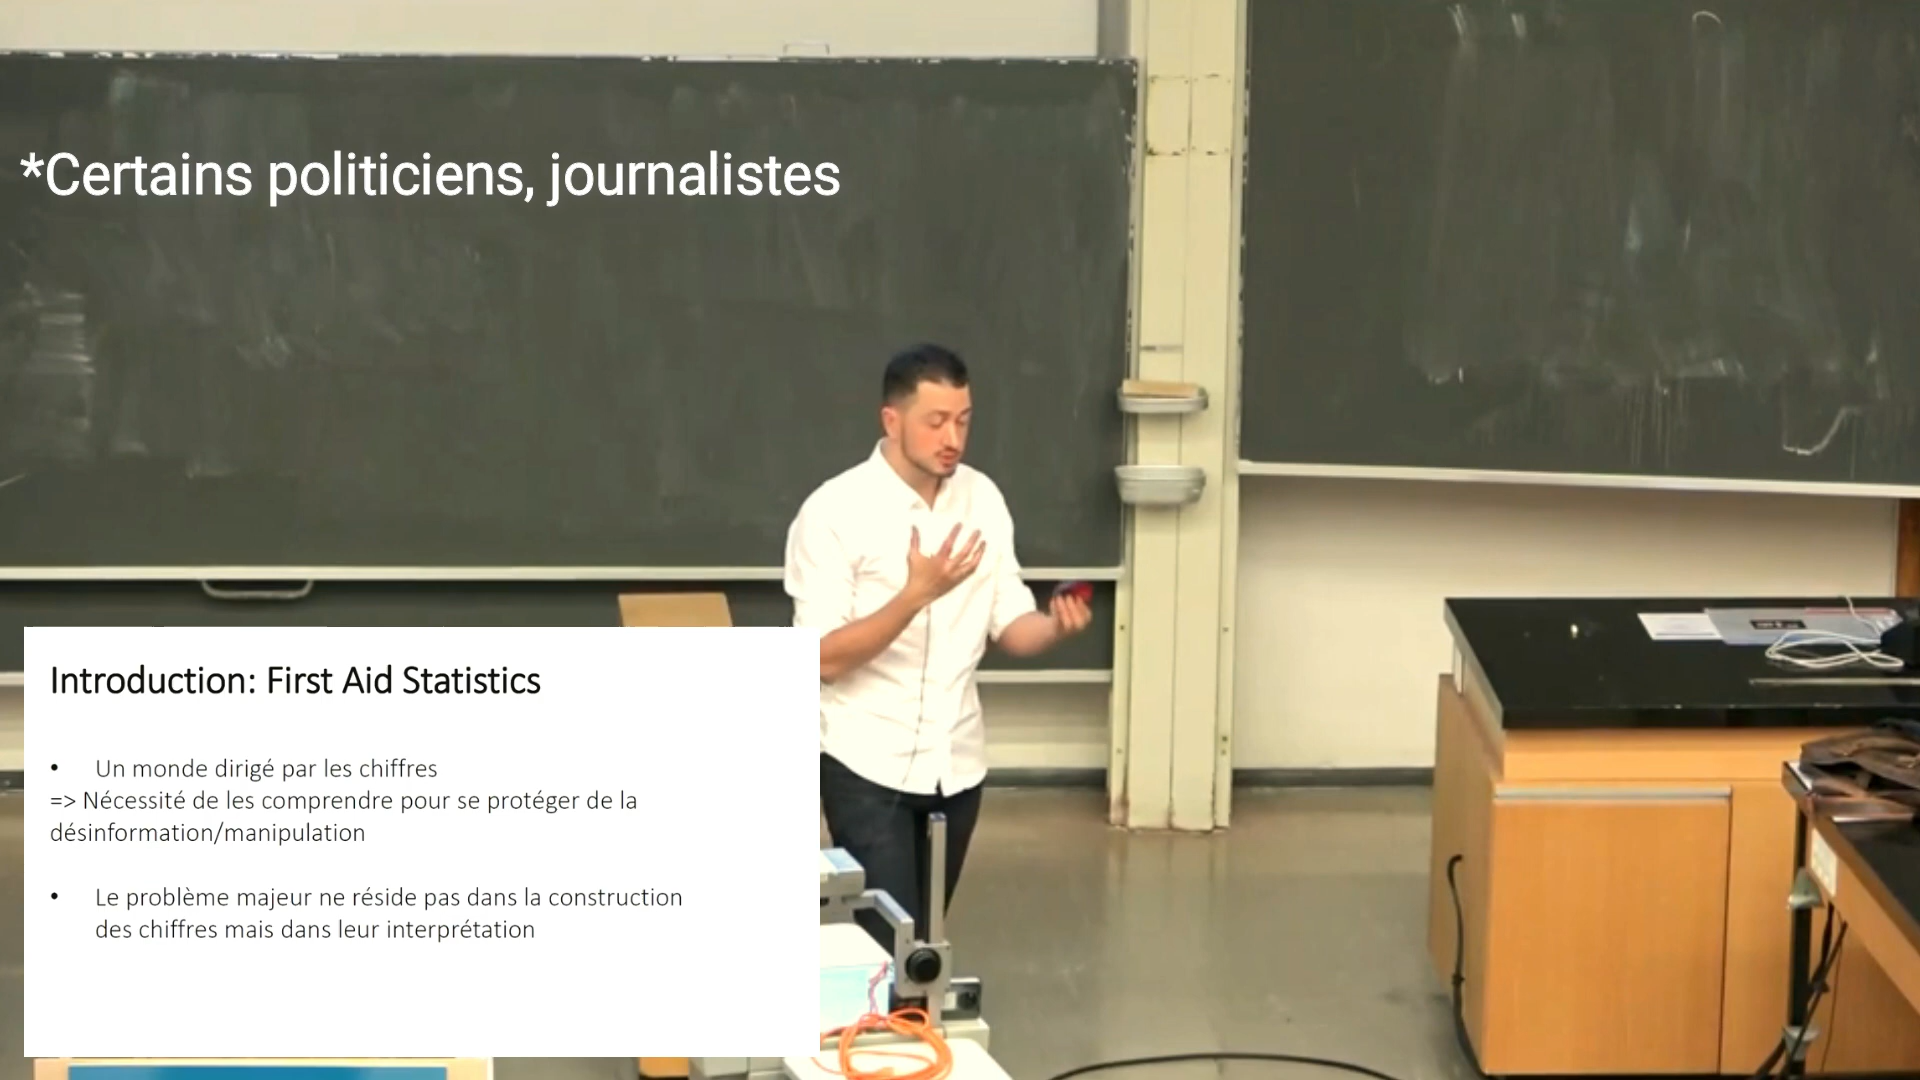 *Certains politiciens, journalistes
Introduction: First Aid Statistics
• Un monde dirigé par les chiffres
=> Nécessité de les comprendre pour se protéger de la
désinformation/manipulation
• Le problème majeur ne réside pas dans la construction
des chiffres mais dans leur interprétation